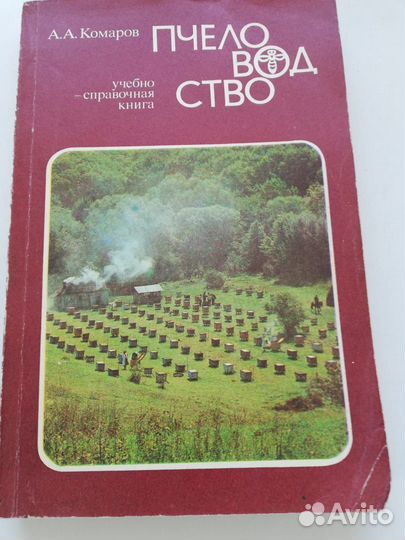 А.А.Комаров
ПЧЕЛО
ВОД
СТВО
учебно
-справочная
книга
Avito